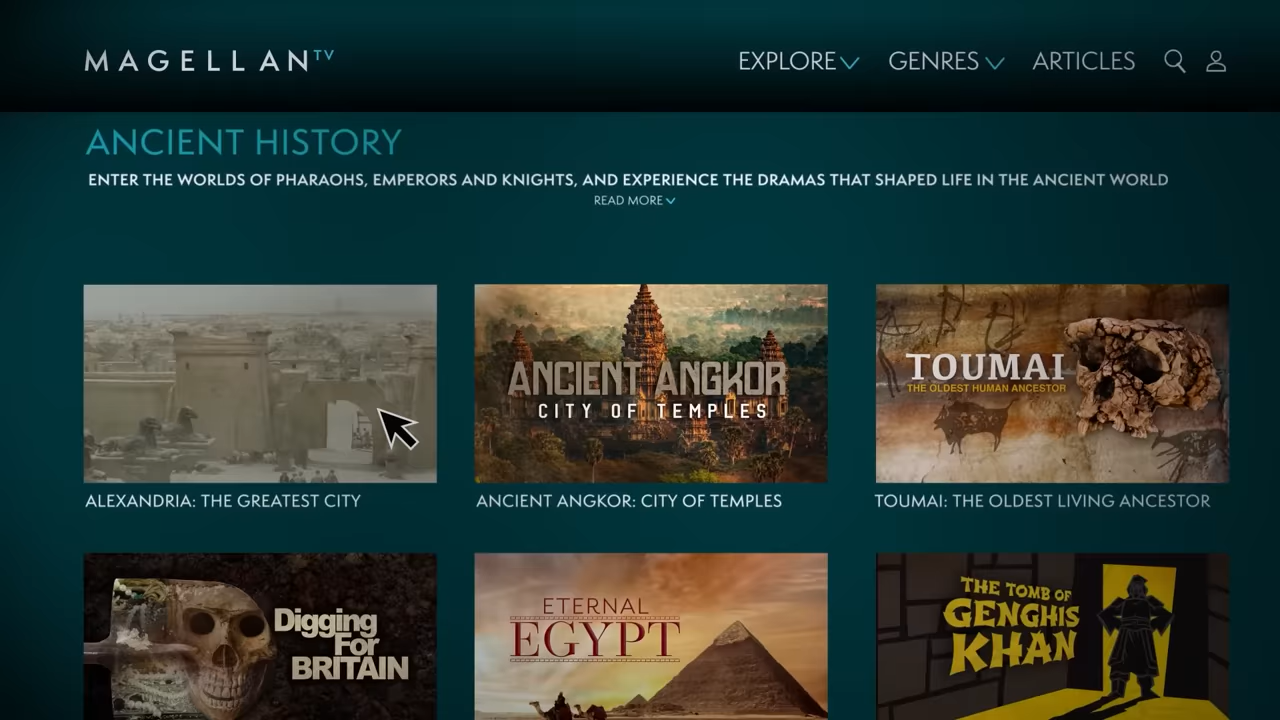 MAGELLAN TV
EXPLORE GENRES ARTICLES
ANCIENT HISTORY
ENTER THE WORLDS OF PHARAOHS, EMPERORS AND KNIGHTS, AND EXPERIENCE THE DRAMAS THAT SHAPED LIFE IN THE ANCIENT WORLD
READ MORE
ANCIENT ANGKOR
CITY OF TEMPLES
TOUMAI
THE OLDEST HUMAN ANCESTOR
ALEXANDRIA: THE GREATEST CITY
ANCIENT ANGKOR: CITY OF TEMPLES
TOUMAI: THE OLDEST LIVING ANCESTOR
Digging
For
BRITAIN
ETERNAL
EGYPT
THE TOMB OF
GENGHIS
KHAN